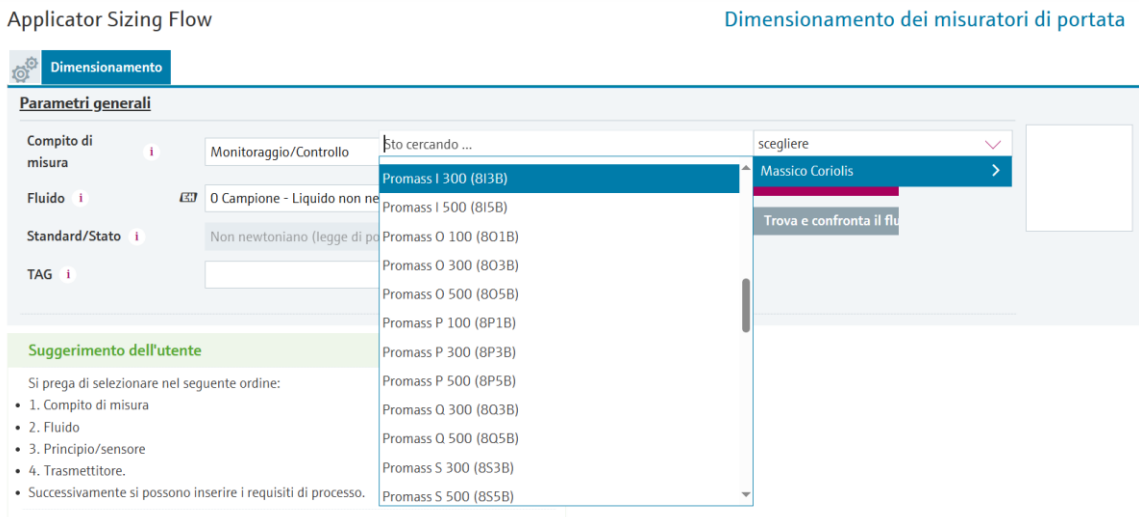 Applicator Sizing Flow
Dimensionamento dei misuratori di portata
Dimensionamento
Parametri generali
Compito di misura
i
Monitoraggio/Controllo
Sto cercando ...
scegliere
Massico Coriolis
Fluido i
0 Campione - Liquido non ne
Trova e confronta il flu
Standard/Stato i
Non newtoniano (legge di po
TAG i
Promass I 300 (8I3B)
Promass I 500 (8I5B)
Promass O 100 (8O1B)
Promass O 300 (8O3B)
Promass O 500 (8O5B)
Promass P 100 (8P1B)
Promass P 300 (8P3B)
Promass P 500 (8P5B)
Promass Q 300 (8Q3B)
Promass Q 500 (8Q5B)
Promass S 300 (8S3B)
Promass S 500 (8S5B)
Suggerimento dell'utente
Si prega di selezionare nel seguente ordine:
• 1. Compito di misura
• 2. Fluido
• 3. Principio/sensore
• 4. Trasmettitore.
• Successivamente si possono inserire i requisiti di processo.